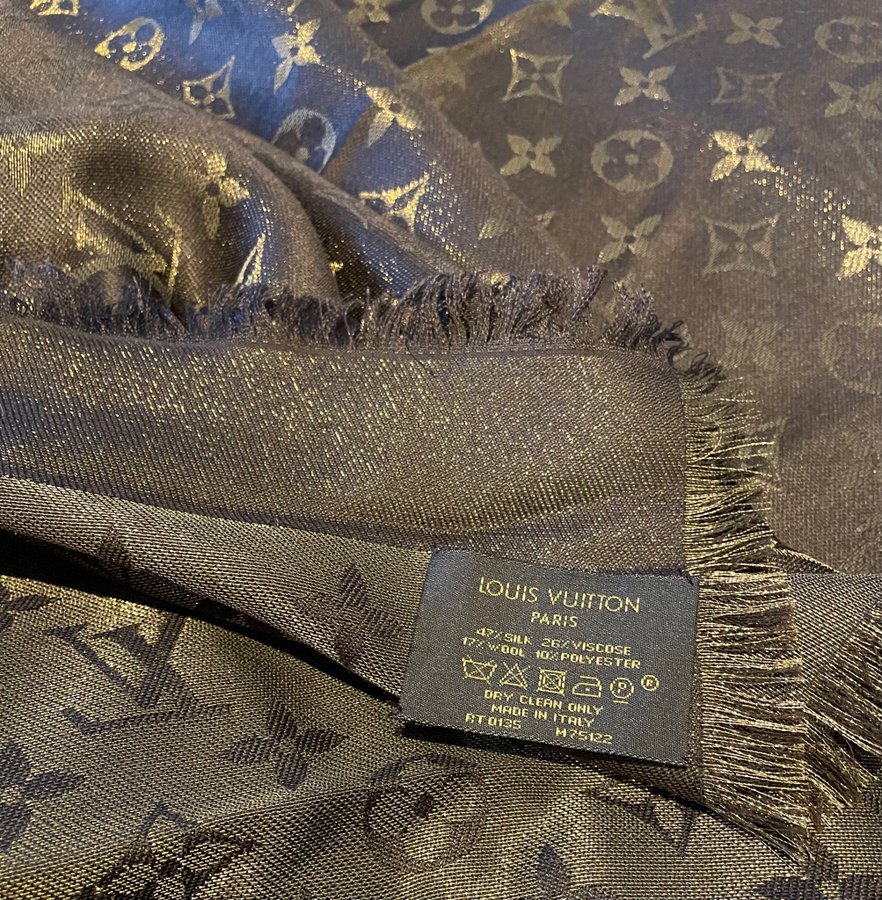 LOUIS VUITTON
PARIS
47%SILK 26%VISCOSE
17%WOOL 10%POLYESTER
P ®
DRY CLEAN ONLY
MADE IN ITALY
RT0135 M75122